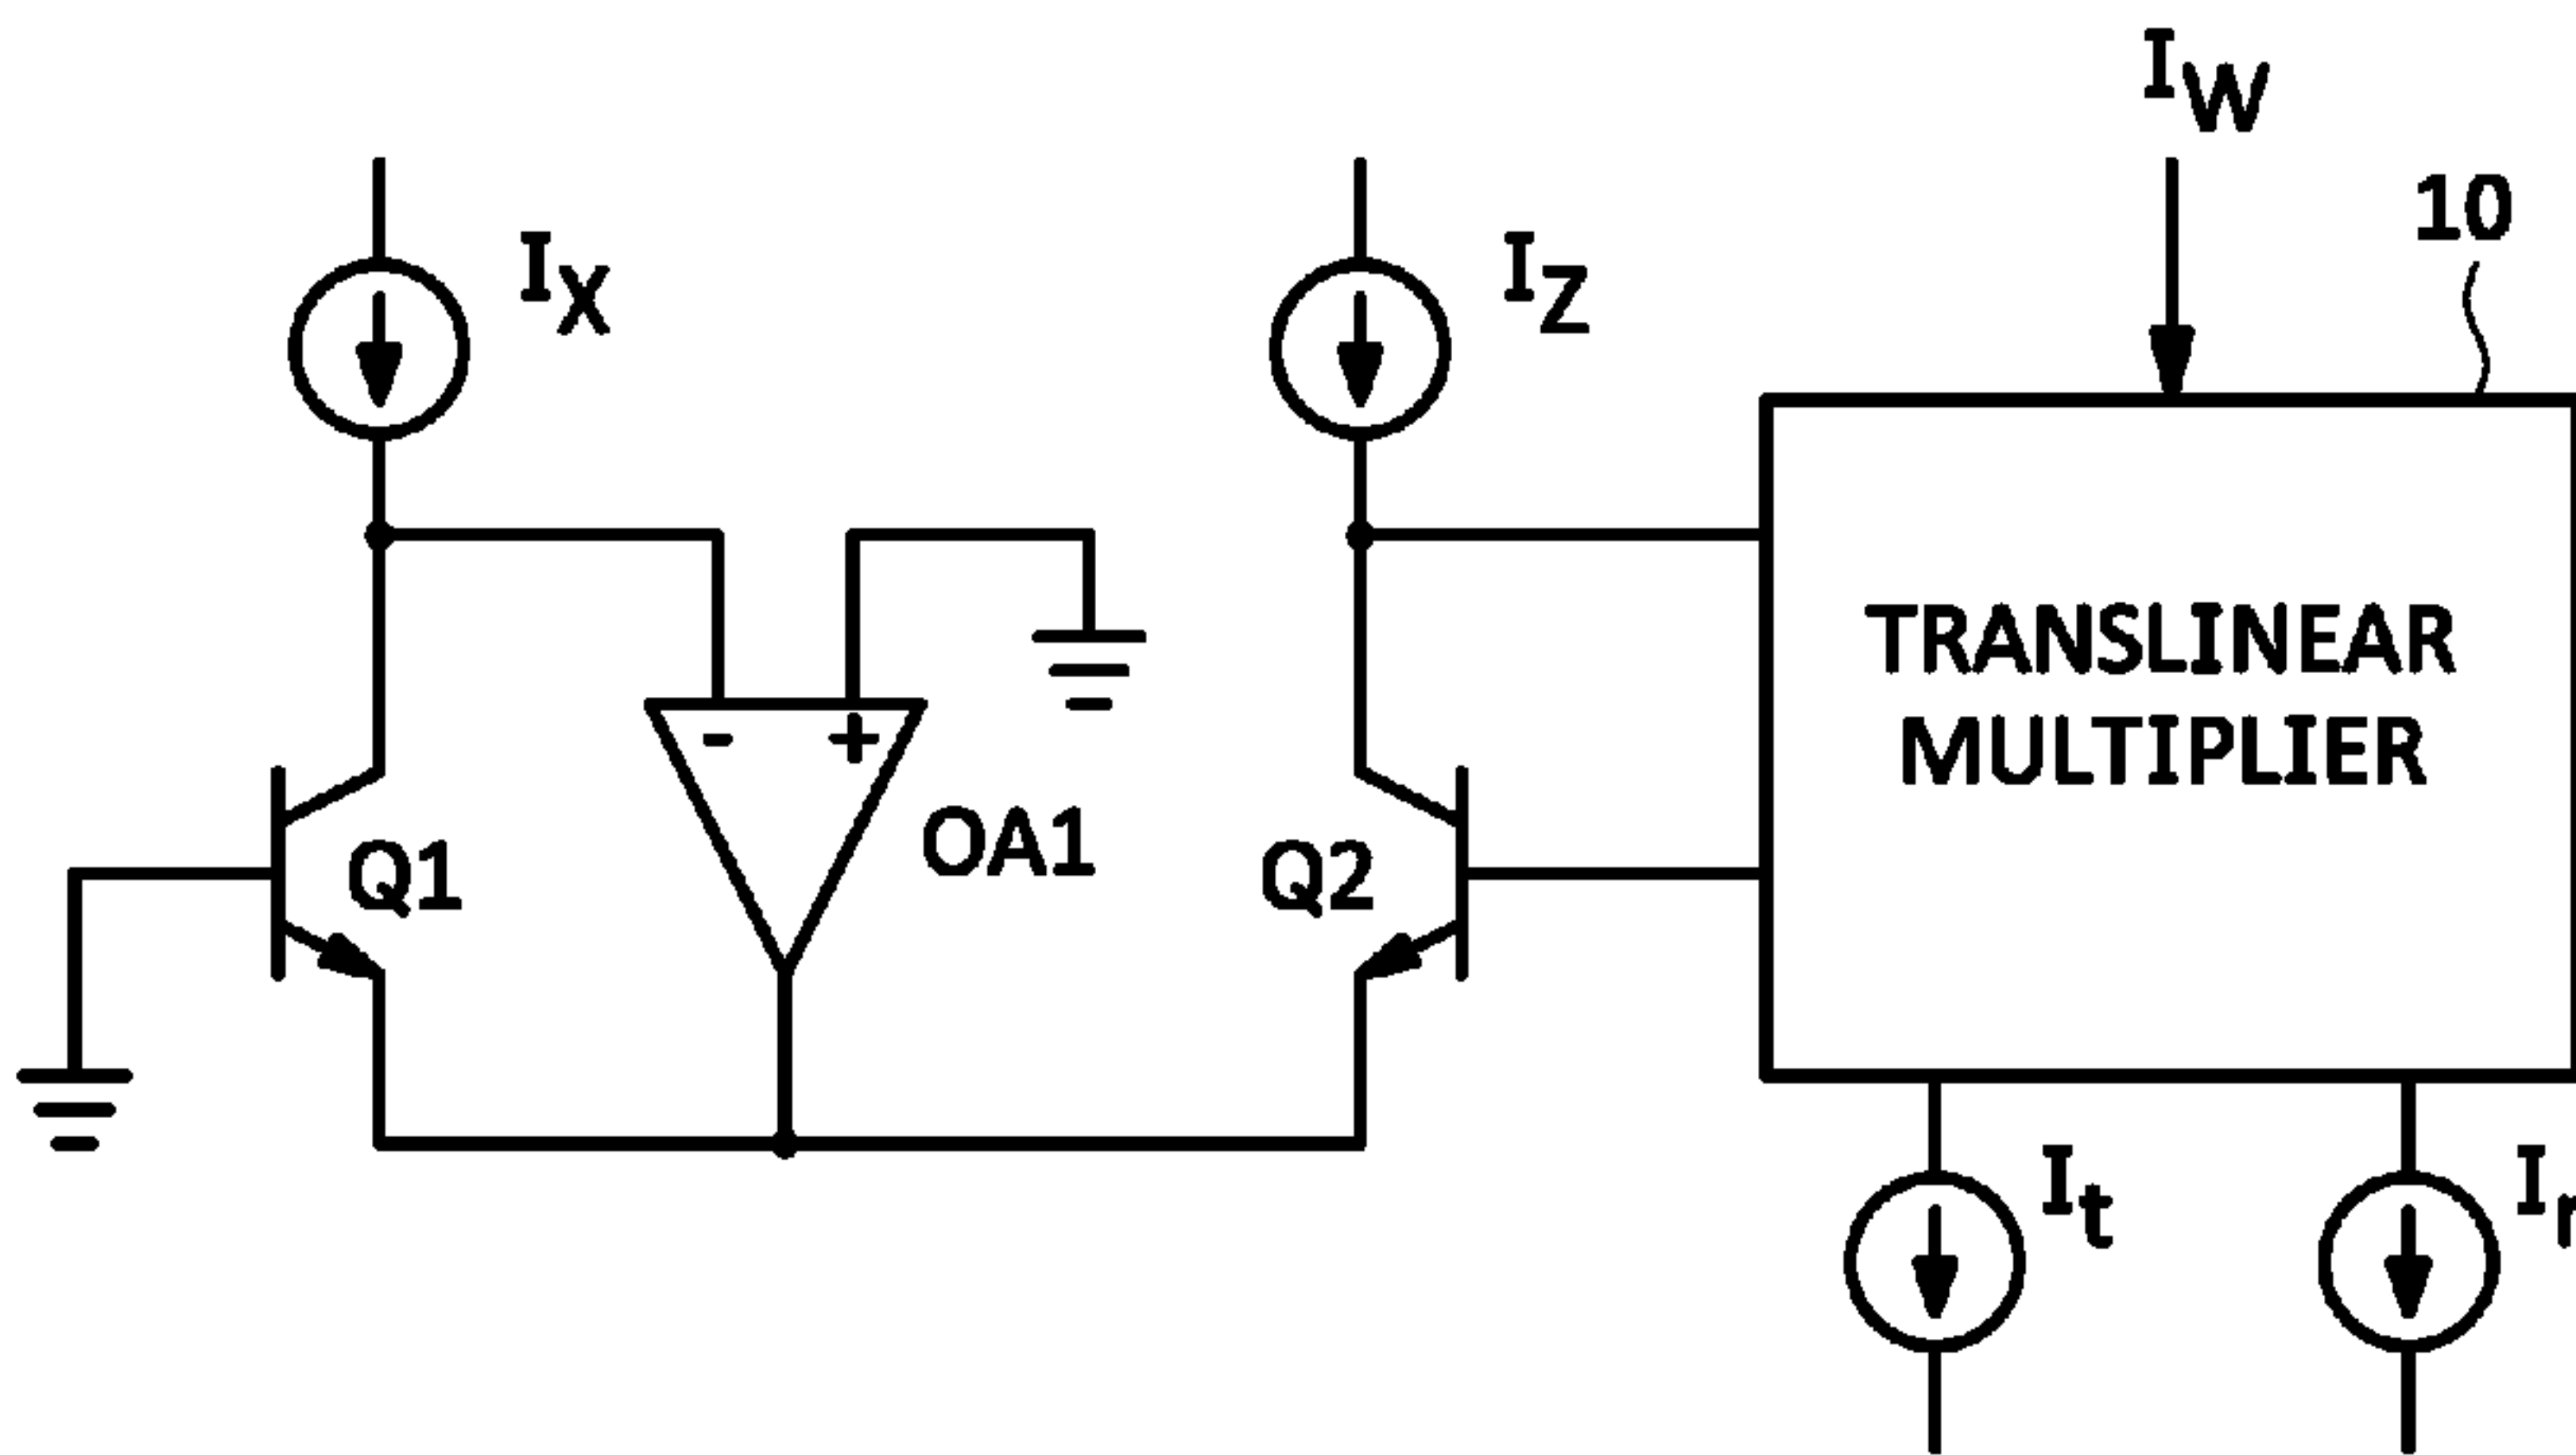 IW
10
IX
IZ
- +
TRANSLINEAR
MULTIPLIER
OA1
Q1
Q2
It
I